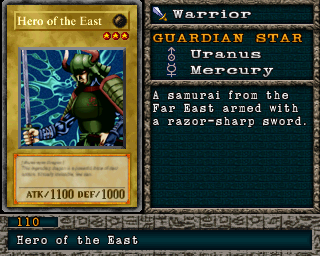 Hero of the East
ATK/1100 DEF/1000
Warrior
GUARDIAN STAR
Uranus
Mercury
A samurai from the
Far East armed with
a razor-sharp sword.
110
Hero of the East